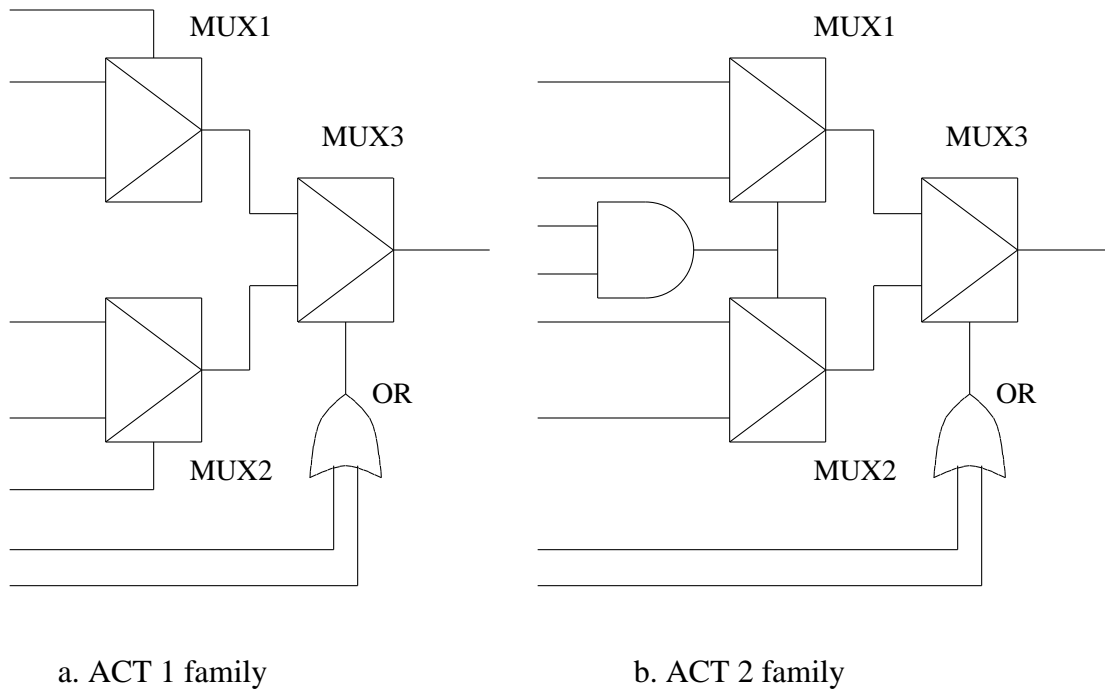 MUX1
MUX3
OR
MUX2
MUX1
MUX3
OR
MUX2
a. ACT 1 family
b. ACT 2 family